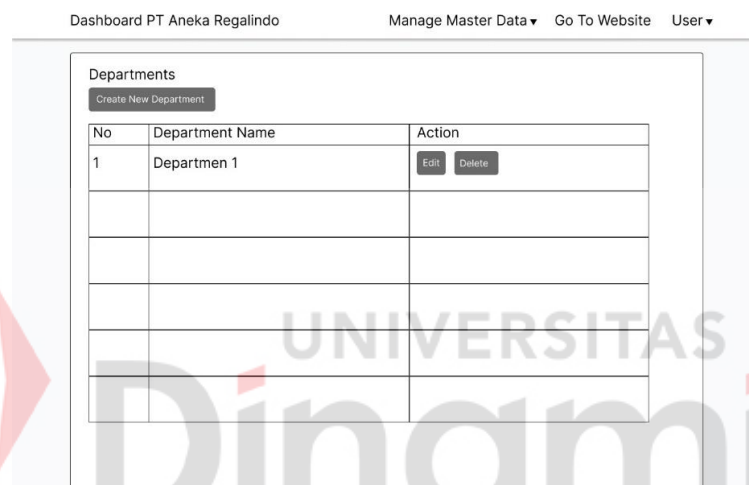 Dashboard PT Aneka Regalindo Manage Master Data ▾ Go To Website User ▾
Departments
Create New Department
No Department Name Action
1 Departmen 1 Edit Delete
UNIVERSITAS
Dinami